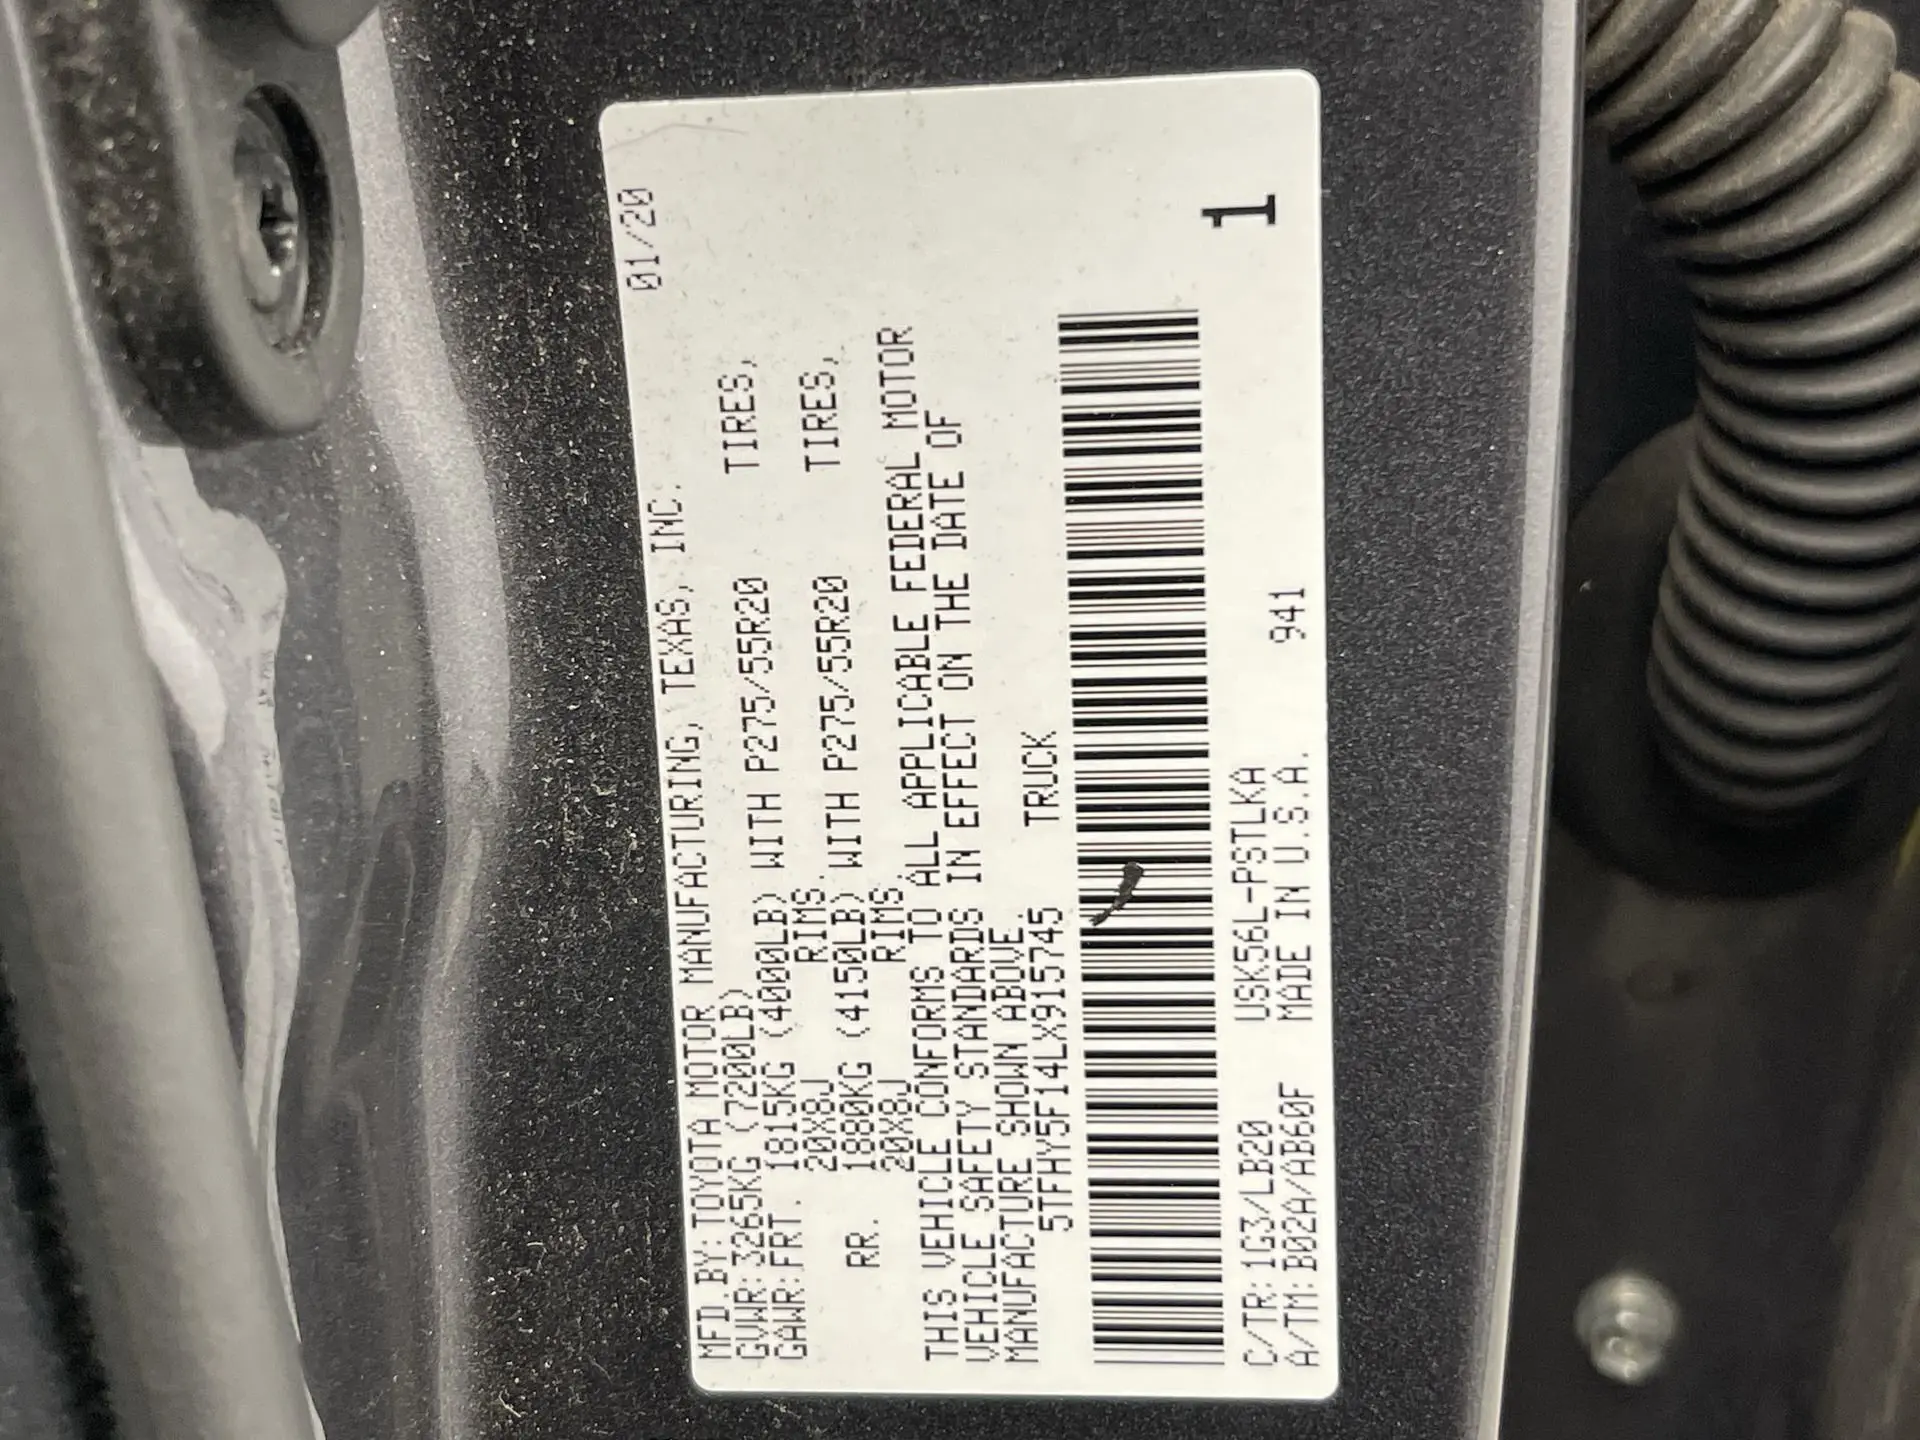 MFD.BY:TOYOTA MOTOR MANUFACTURING, TEXAS, INC. 01/20
GVWR:3265KG (7200LB)
GAWR:FRT. 1815KG (4000LB) WITH P275/55R20 TIRES,
20X8J RIMS.
RR. 1880KG (4150LB) WITH P275/55R20 TIRES,
20X8J RIMS
THIS VEHICLE CONFORMS TO ALL APPLICABLE FEDERAL MOTOR
VEHICLE SAFETY STANDARDS IN EFFECT ON THE DATE OF
MANUFACTURE SHOWN ABOVE.
5TFHY5F14LX915745 TRUCK
C/TR:1G3/LB20 USK56L-PSTLKA
A/TM:B02A/AB60F MADE IN U.S.A. 941
1